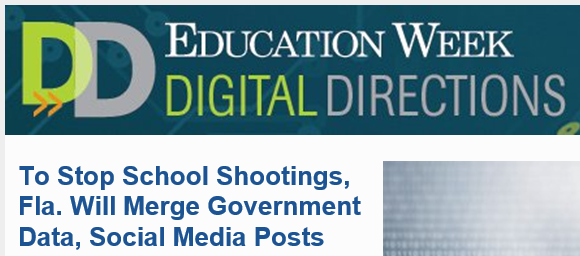 DD
EDUCATION WEEK
DIGITAL DIRECTIONS
To Stop School Shootings,
Fla. Will Merge Government
Data, Social Media Posts